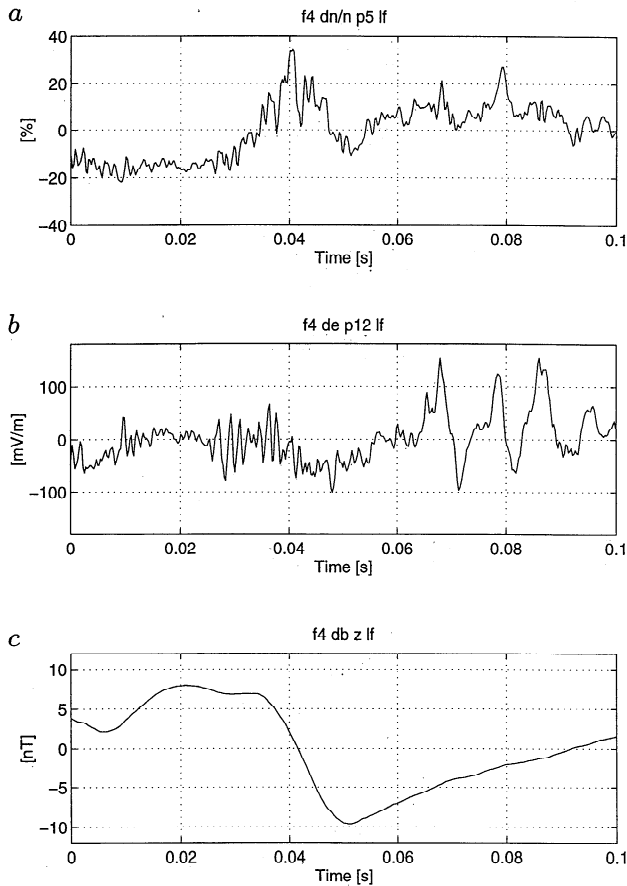 a
f4 dn/n p5 lf
[%]
40
20
0
−20
−40
0 0.02 0.04 0.06 0.08 0.1
Time [s]
b
f4 de p12 lf
[mV/m]
100
0
−100
0 0.02 0.04 0.06 0.08 0.1
Time [s]
c
f4 db z lf
[nT]
10
5
0
−5
−10
0 0.02 0.04 0.06 0.08 0.1
Time [s]